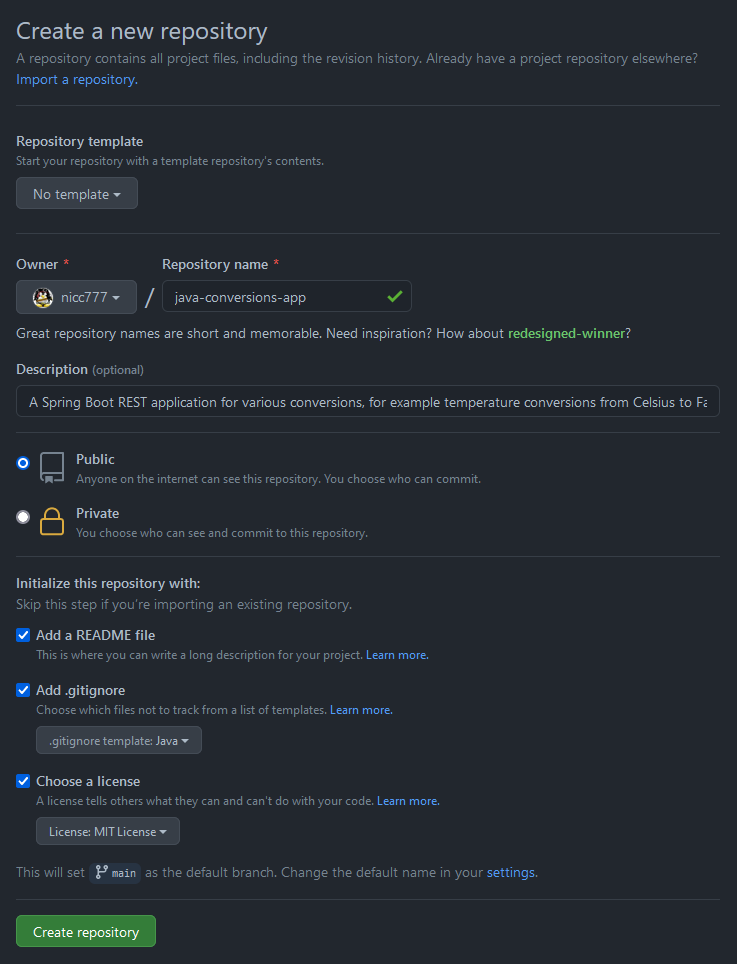 Create a new repository
A repository contains all project files, including the revision history. Already have a project repository elsewhere?
Import a repository.
Repository template
Start your repository with a template repository's contents.
No template
Owner *
Repository name *
nicc777
/
java-conversions-app
Great repository names are short and memorable. Need inspiration? How about redesigned-winner?
Description (optional)
A Spring Boot REST application for various conversions, for example temperature conversions from Celsius to Fa
Public
Anyone on the internet can see this repository. You choose who can commit.
Private
You choose who can see and commit to this repository.
Initialize this repository with:
Skip this step if you're importing an existing repository.
Add a README file
This is where you can write a long description for your project. Learn more.
Add .gitignore
Choose which files not to track from a list of templates. Learn more.
.gitignore template: Java
Choose a license
A license tells others what they can and can't do with your code. Learn more.
License: MIT License
This will set main as the default branch. Change the default name in your settings.
Create repository